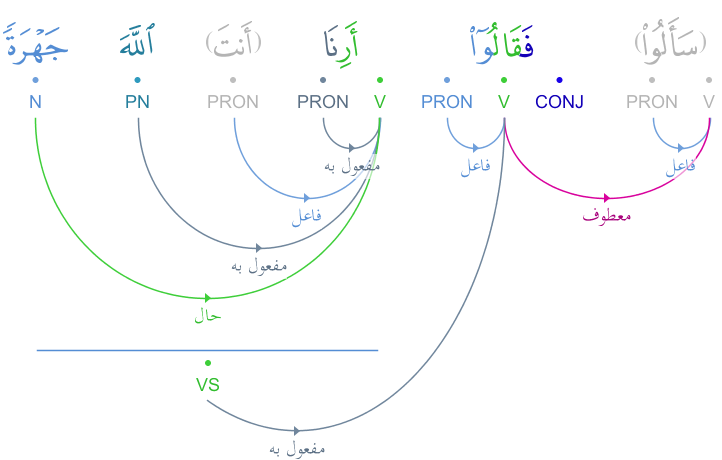 (سَأَلُوا۟) فَقَالُوٓا۟ أَرِنَا (أَنتَ) ٱللَّهَ جَهْرَةً
V PRON CONJ V PRON V PRON PRON PN N
مفعول به
فاعل فاعل
معطوف فاعل
مفعول به
حال
VS
مفعول به